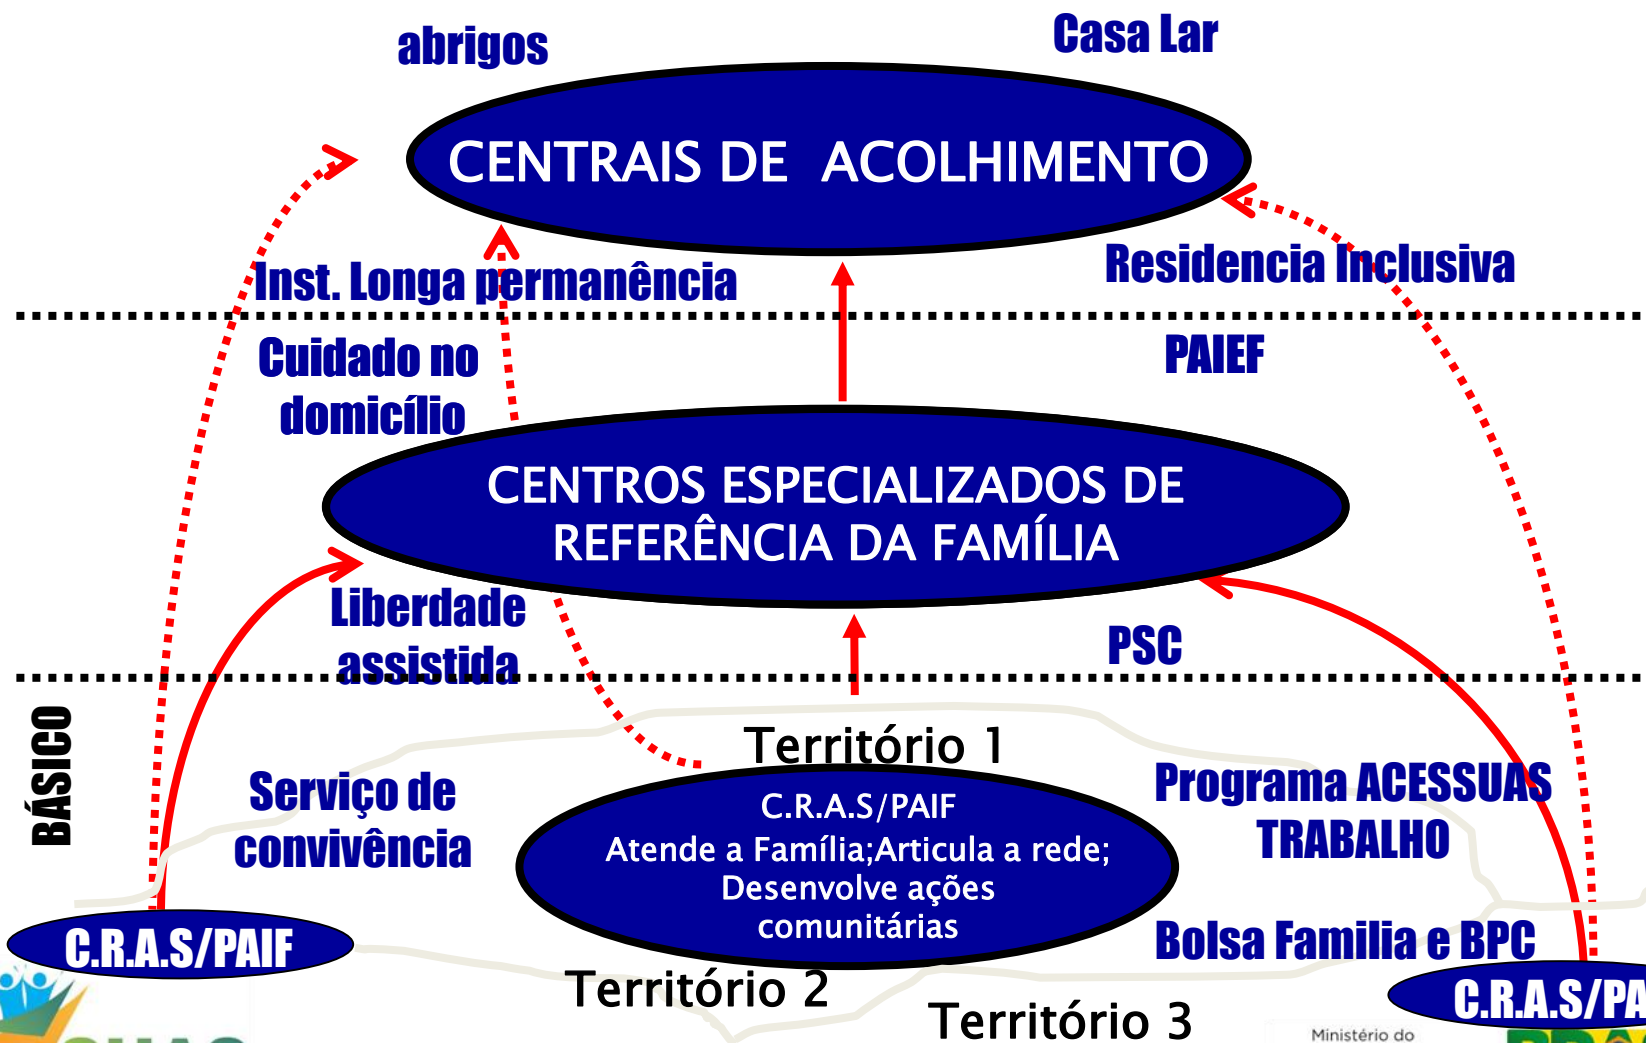 abrigos
Casa Lar
CENTRAIS DE ACOLHIMENTO
Inst. Longa permanência
Residencia Inclusiva
Cuidado no
domicílio
PAIEF
CENTROS ESPECIALIZADOS DE
REFERÊNCIA DA FAMÍLIA
Liberdade
assistida
PSC
BÁSICO
Território 1
Serviço de
convivência
C.R.A.S/PAIF
Atende a Família;Articula a rede;
Desenvolve ações
comunitárias
Programa ACESSUAS
TRABALHO
Bolsa Familia e BPC
C.R.A.S/PAIF
Território 2
Território 3
C.R.A.S/PA
Ministério do